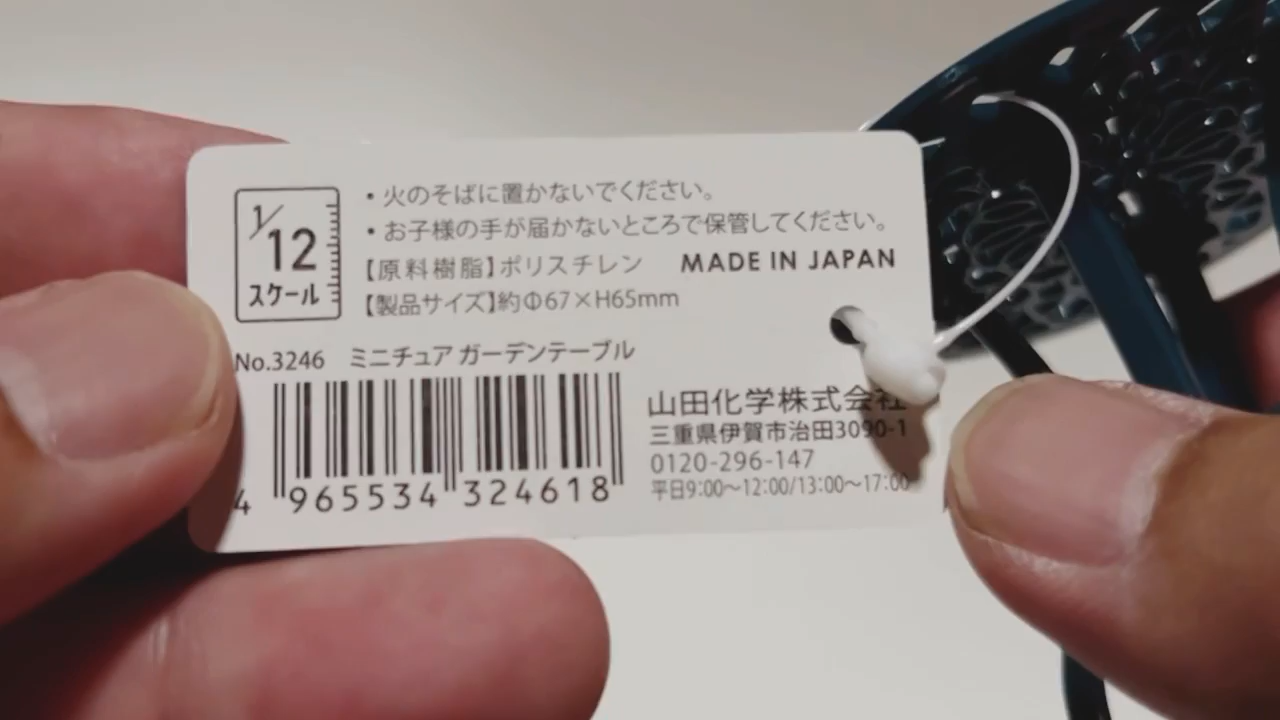 1/12
スケール
・火のそばに置かないでください。
・お子様の手が届かないところで保管してください。
【原料樹脂】ポリスチレン MADE IN JAPAN
【製品サイズ】約Φ67×H65mm
No.3246 ミニチュア ガーデンテーブル
4 965534 324618
山田化学株式会社
三重県伊賀市治田3090-1
0120-296-147
平日9:00〜12:00/13:00〜17:00